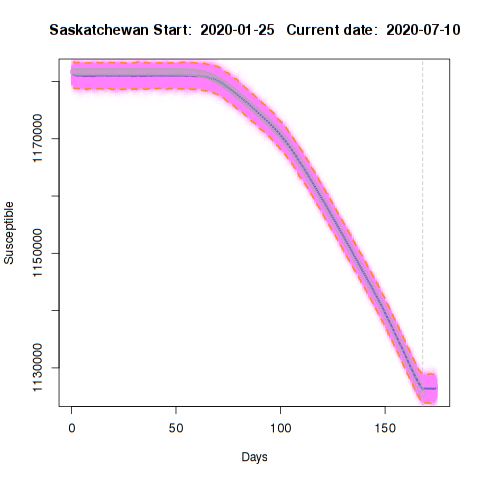 Saskatchewan Start: 2020-01-25 Current date: 2020-07-10
1170000
1150000
1130000
Susceptible
0 50 100 150
Days